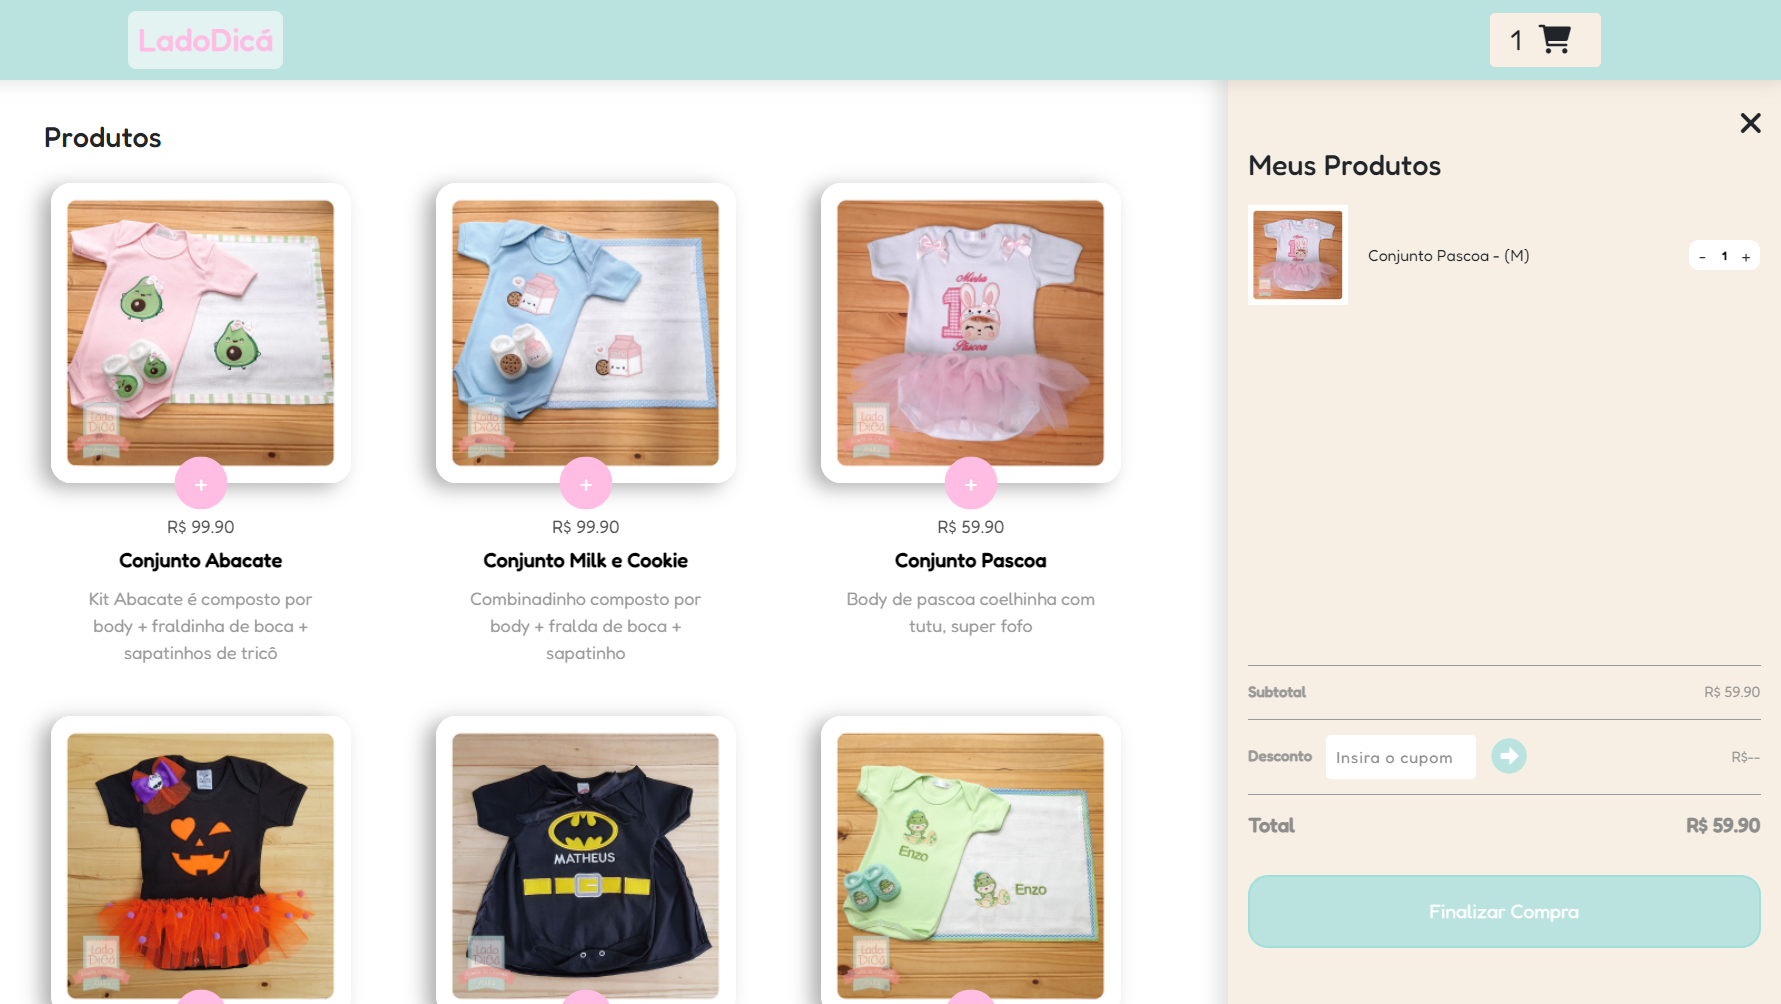 LadoDicá
1
Produtos
+
R$ 99.90
Conjunto Abacate
Kit Abacate é composto por
body + fraldinha de boca +
sapatinhos de tricô
+
R$ 99.90
Conjunto Milk e Cookie
Combinadinho composto por
body + fralda de boca +
sapatinho
Minha
1
Páscoa
+
R$ 59.90
Conjunto Pascoa
Body de pascoa coelhinha com
tutu, super fofo
MATHEUS
Enzo
Enzo
Meus Produtos
Conjunto Pascoa - (M)
- 1 +
Subtotal R$ 59.90
Desconto Insira o cupom R$--
Total R$ 59.90
Finalizar Compra